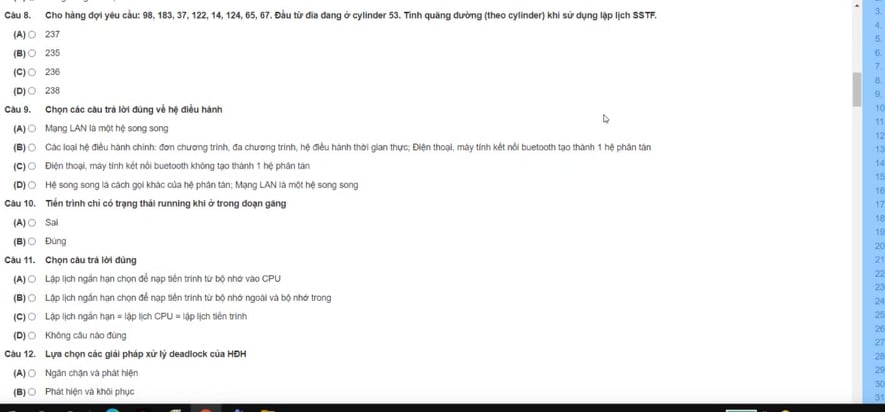 Câu 8. Cho hàng đợi yêu cầu: 98, 183, 37, 122, 14, 124, 65, 67. Đầu từ đĩa đang ở cylinder 53. Tính quãng đường (theo cylinder) khi sử dụng lập lịch SSTF.
(A) 237
(B) 235
(C) 236
(D) 238
Câu 9. Chọn các câu trả lời đúng về hệ điều hành
(A) Mạng LAN là một hệ song song
(B) Các loại hệ điều hành chính: đơn chương trình, đa chương trình, hệ điều hành thời gian thực; Điện thoại, máy tính kết nối buetooth tạo thành 1 hệ phân tán
(C) Điện thoại, máy tính kết nối buetooth không tạo thành 1 hệ phân tán
(D) Hệ song song là cách gọi khác của hệ phân tán; Mạng LAN là một hệ song song
Câu 10. Tiến trình chỉ có trạng thái running khi ở trong đoạn găng
(A) Sai
(B) Đúng
Câu 11. Chọn câu trả lời đúng
(A) Lập lịch ngắn hạn chọn để nạp tiến trình từ bộ nhớ vào CPU
(B) Lập lịch ngắn hạn chọn để nạp tiến trình từ bộ nhớ ngoài và bộ nhớ trong
(C) Lập lịch ngắn hạn = lập lịch CPU = lập lịch tiến trình
(D) Không câu nào đúng
Câu 12. Lựa chọn các giải pháp xử lý deadlock của HĐH
(A) Ngăn chặn và phát hiện
(B) Phát hiện và khôi phục
3.
4.
5.
6.
7.
8.
9.
10
11
12
13
14
15
16
17
18
19
20
21
22
23
24
25
26
27
28
29
30
31